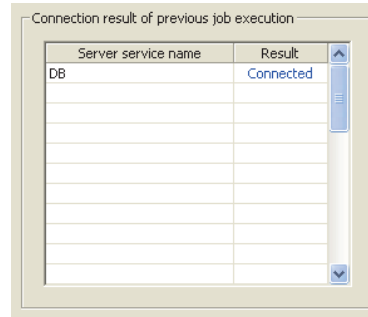 Connection result of previous job execution
Server service name Result
DB Connected